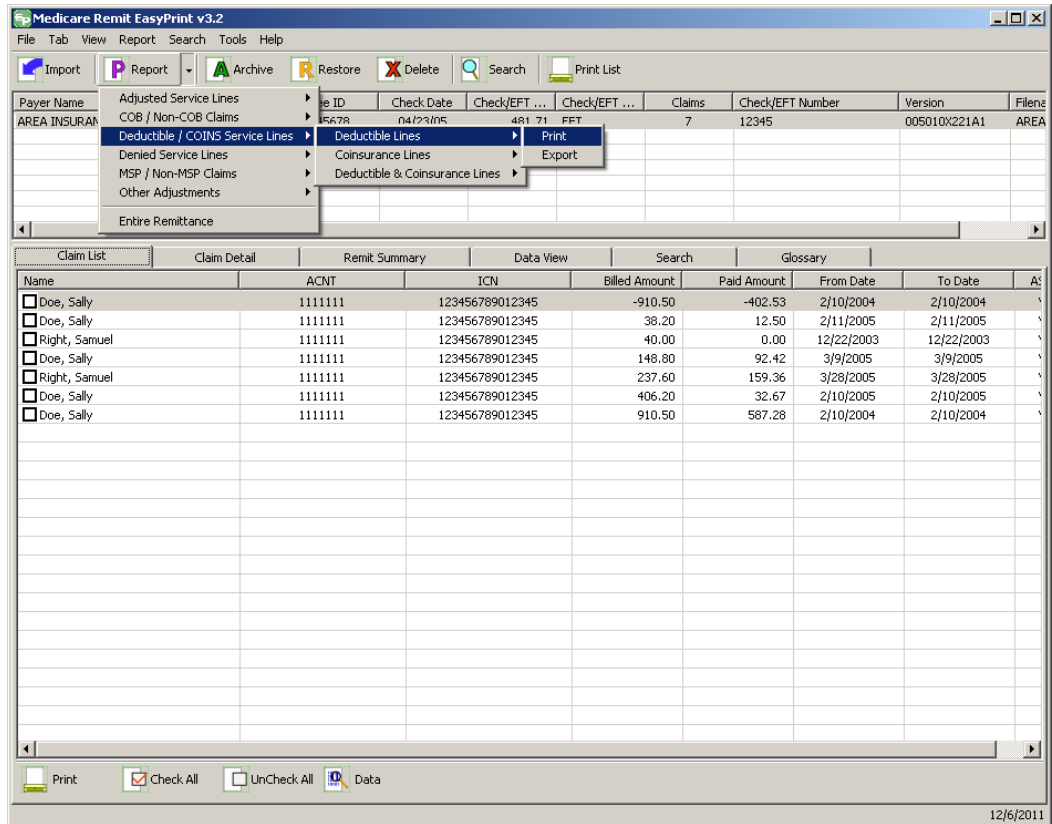 Medicare Remit EasyPrint v3.2
File Tab View Report Search Tools Help
Import Report Archive Restore Delete Search Print List
Payer Name ee ID Check Date Check/EFT ... Check/EFT ... Claims Check/EFT Number Version Filena
AREA INSURAN 5678 04/23/05 481.71 EFT 7 12345 005010X221A1 AREA
Adjusted Service Lines
COB / Non-COB Claims
Deductible / COINS Service Lines Deductible Lines Print
Denied Service Lines Coinsurance Lines Export
MSP / Non-MSP Claims Deductible & Coinsurance Lines
Other Adjustments
Entire Remittance
Claim List Claim Detail Remit Summary Data View Search Glossary
Name ACNT ICN Billed Amount Paid Amount From Date To Date AS
Doe, Sally 1111111 123456789012345 -910.50 -402.53 2/10/2004 2/10/2004
Doe, Sally 1111111 123456789012345 38.20 12.50 2/11/2005 2/11/2005
Right, Samuel 1111111 123456789012345 40.00 0.00 12/22/2003 12/22/2003
Doe, Sally 1111111 123456789012345 148.80 92.42 3/9/2005 3/9/2005
Right, Samuel 1111111 123456789012345 237.60 159.36 3/28/2005 3/28/2005
Doe, Sally 1111111 123456789012345 406.20 32.67 2/10/2005 2/10/2005
Doe, Sally 1111111 123456789012345 910.50 587.28 2/10/2004 2/10/2004
Print Check All UnCheck All Data
12/6/2011